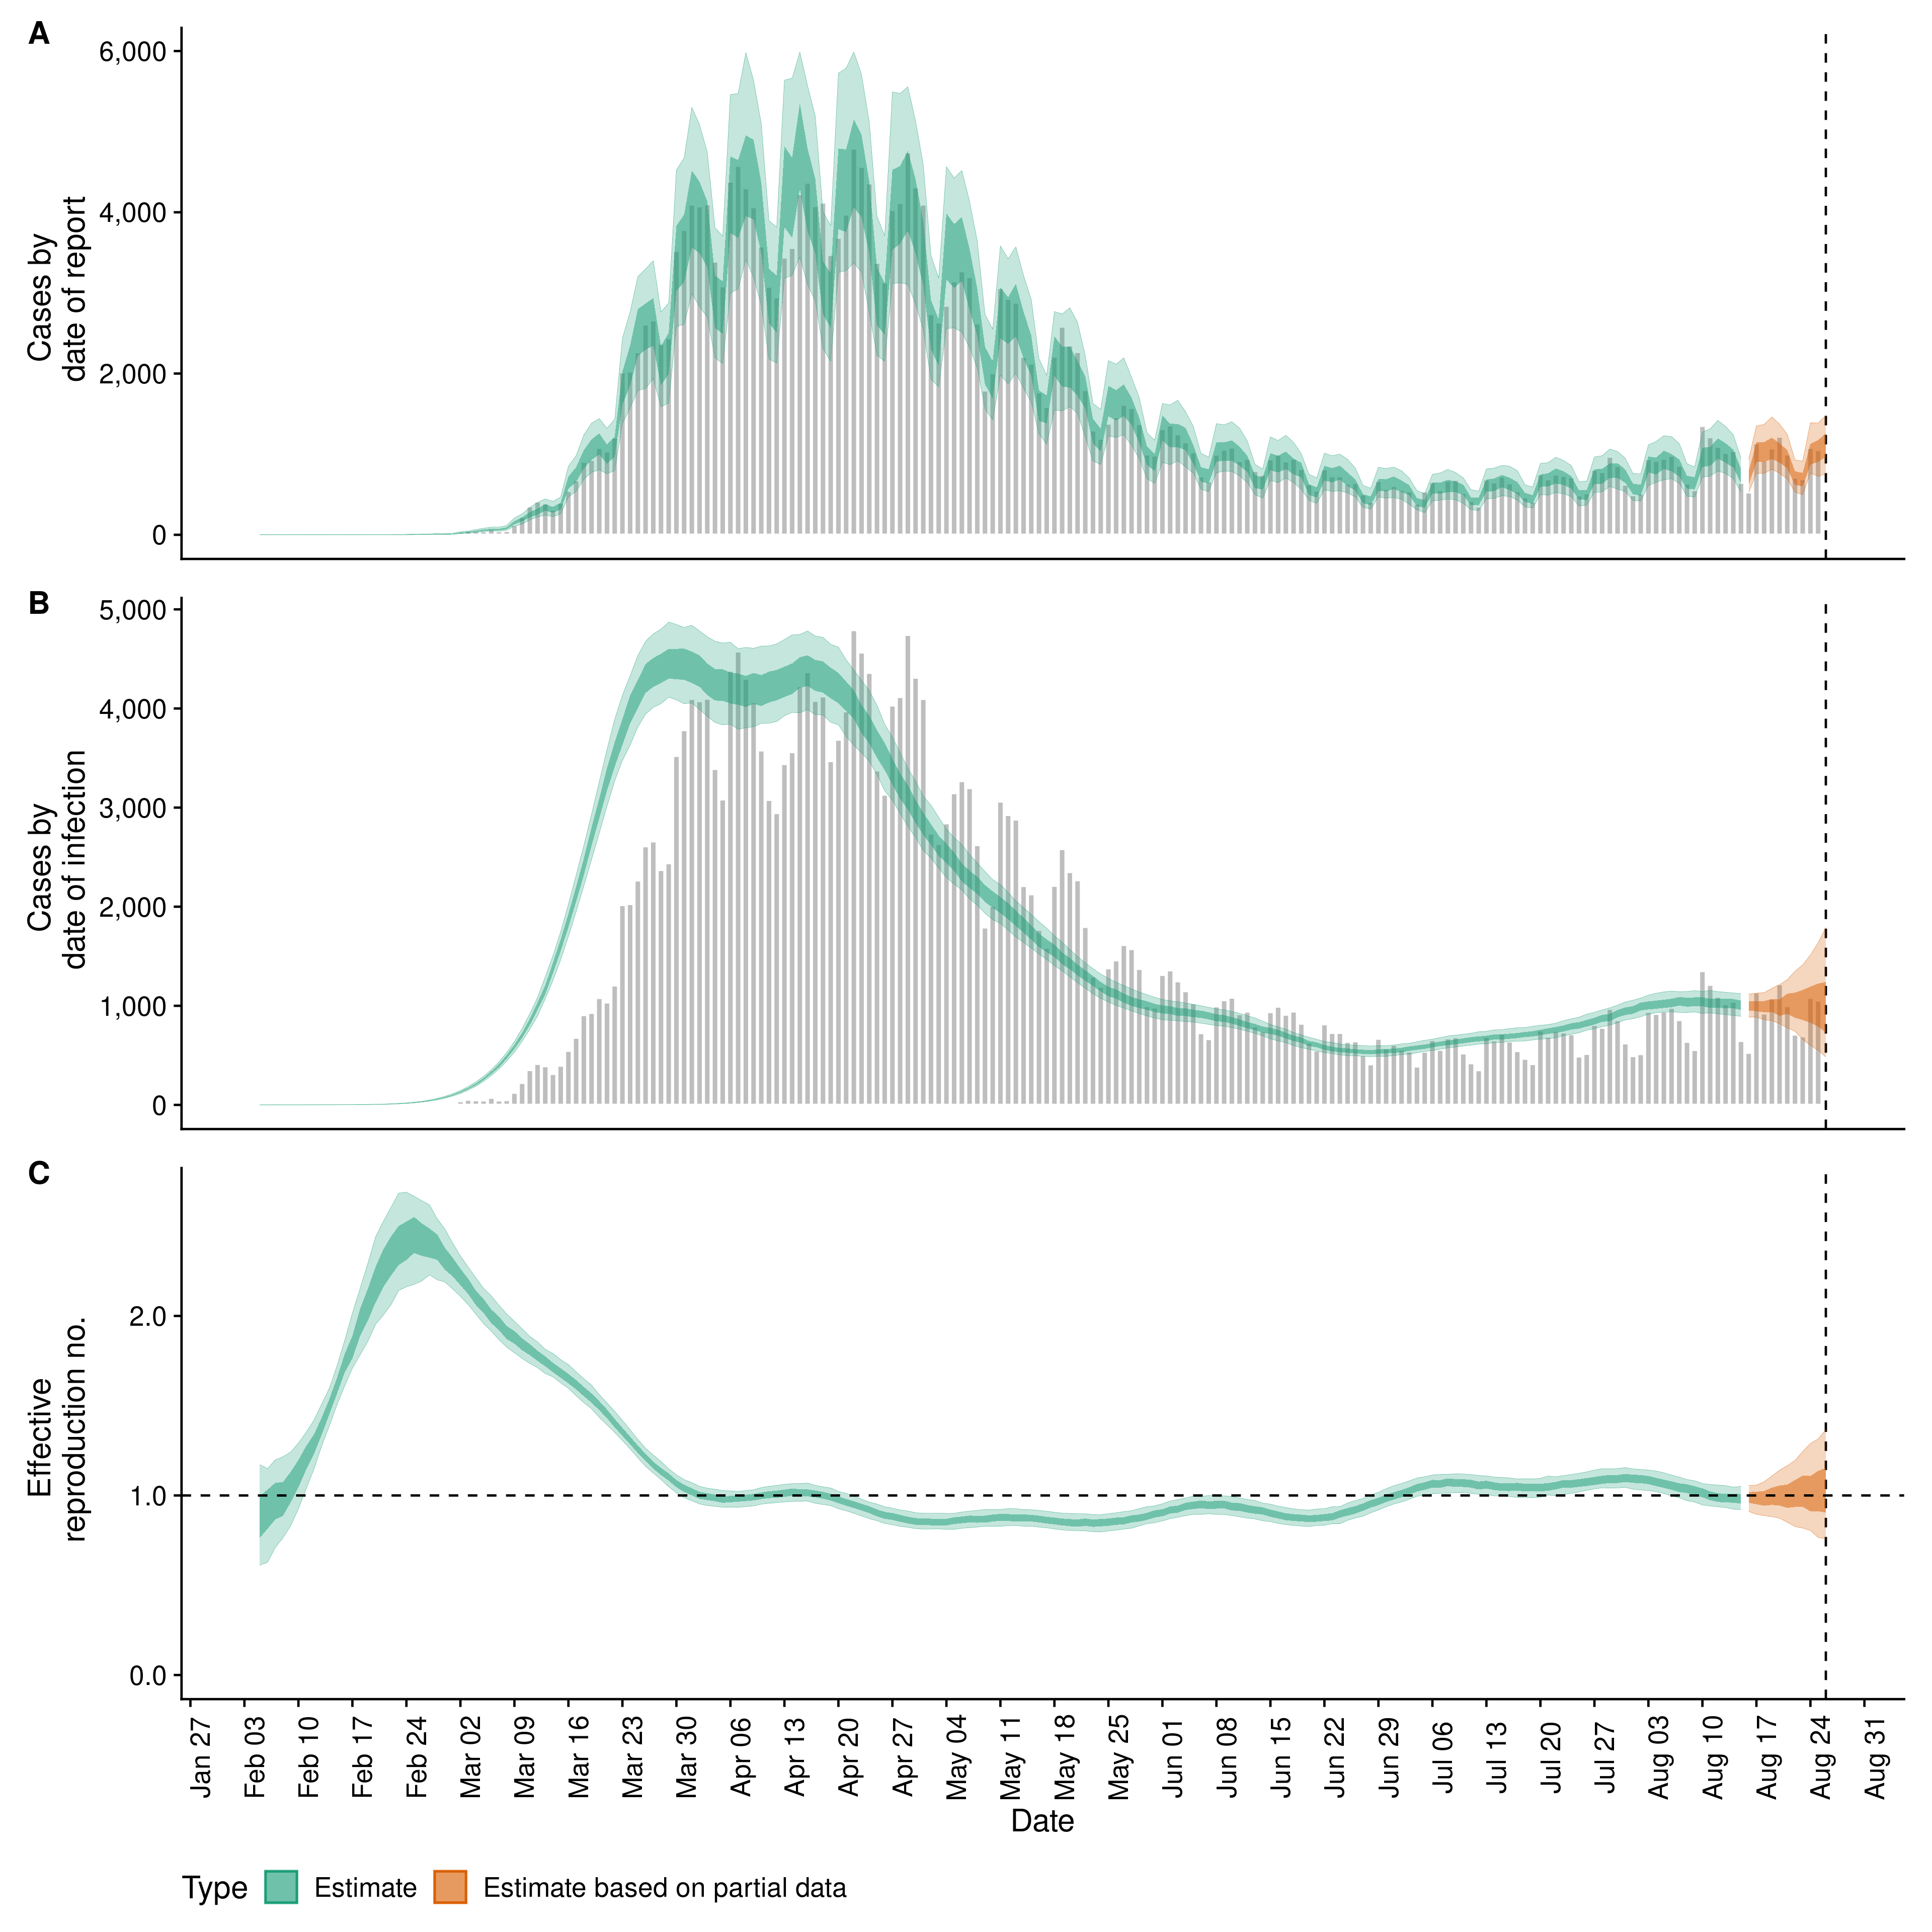 A
6,000
4,000
2,000
0
Cases by
date of report
B
5,000
4,000
3,000
2,000
1,000
0
Cases by
date of infection
C
2.0
1.0
0.0
Effective
reproduction no.
Jan 27
Feb 03
Feb 10
Feb 17
Feb 24
Mar 02
Mar 09
Mar 16
Mar 23
Mar 30
Apr 06
Apr 13
Apr 20
Apr 27
May 04
May 11
May 18
May 25
Jun 01
Jun 08
Jun 15
Jun 22
Jun 29
Jul 06
Jul 13
Jul 20
Jul 27
Aug 03
Aug 10
Aug 17
Aug 24
Aug 31
Date
Type Estimate Estimate based on partial data